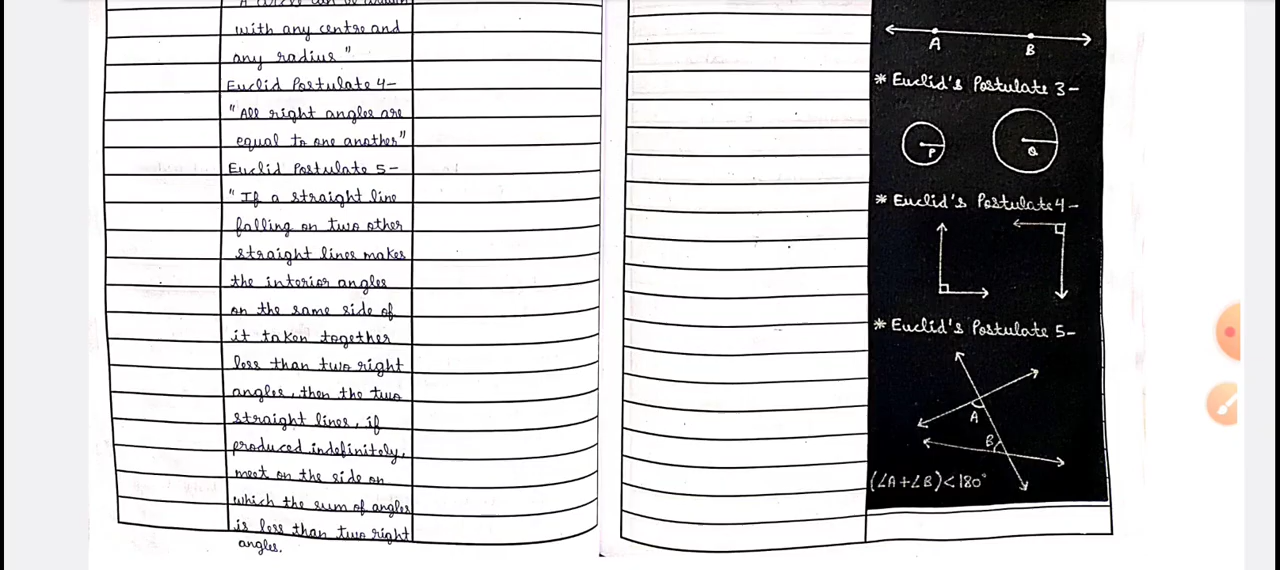 A circle can be drawn
with any centre and
any radius"
Euclid Postulate 4-
"All right angles are
equal to one another"
Euclid Postulate 5-
"If a straight line
falling on two other
straight lines makes
the interior angles
on the same side of
it taken together
less than two right
angles, then the two
straight lines, if
produced indefinitely,
meet on the side on
which the sum of angles
is less than two right
angles.
A B
* Euclid's Postulate 3-
P Q
* Euclid's Postulate 4-
* Euclid's Postulate 5-
A
B
(∠A+∠B)<180°